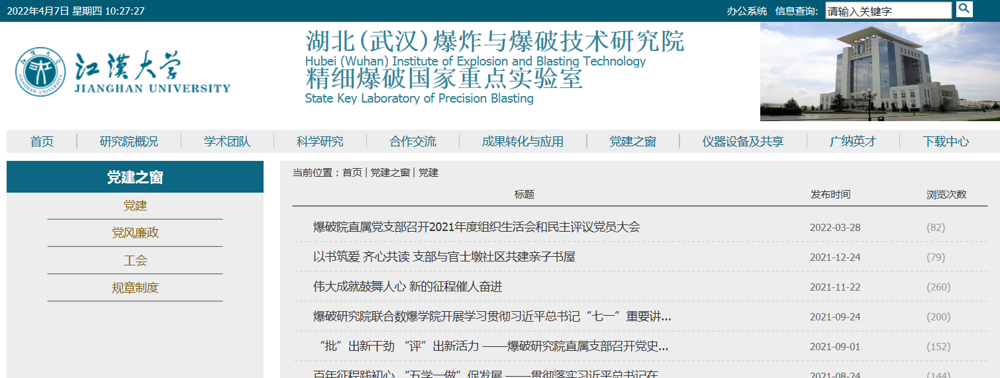 2022年4月7日 星期四 10:27:27
办公系统 信息查询: 请输入关键字
江漢大学
JIANGHAN UNIVERSITY
湖北(武汉)爆炸与爆破技术研究院
Hubei (Wuhan) Institute of Explosion and Blasting Technology
精细爆破国家重点实验室
State Key Laboratory of Precision Blasting
首页 研究院概况 学术团队 科学研究 合作交流 成果转化与应用 党建之窗 仪器设备及共享 广纳英才 下载中心
党建之窗
党建
党风廉政
工会
规章制度
当前位置：首页 | 党建之窗 | 党建
标题 发布时间 浏览次数
爆破院直属党支部召开2021年度组织生活会和民主评议党员大会 2022-03-28 (82)
以书筑爱 齐心共读 支部与官士墩社区共建亲子书屋 2021-12-24 (79)
伟大成就鼓舞人心 新的征程催人奋进 2021-11-22 (260)
爆破研究院联合数爆学院开展学习贯彻习近平总书记“七一”重要讲... 2021-09-24 (200)
“批”出新干劲 “评”出新活力 ——爆破研究院直属支部召开党史... 2021-09-01 (152)
百年征程践初心 “五学一做”促发展 ——贯彻落实习近平总书记在 2021-08-24 (144)